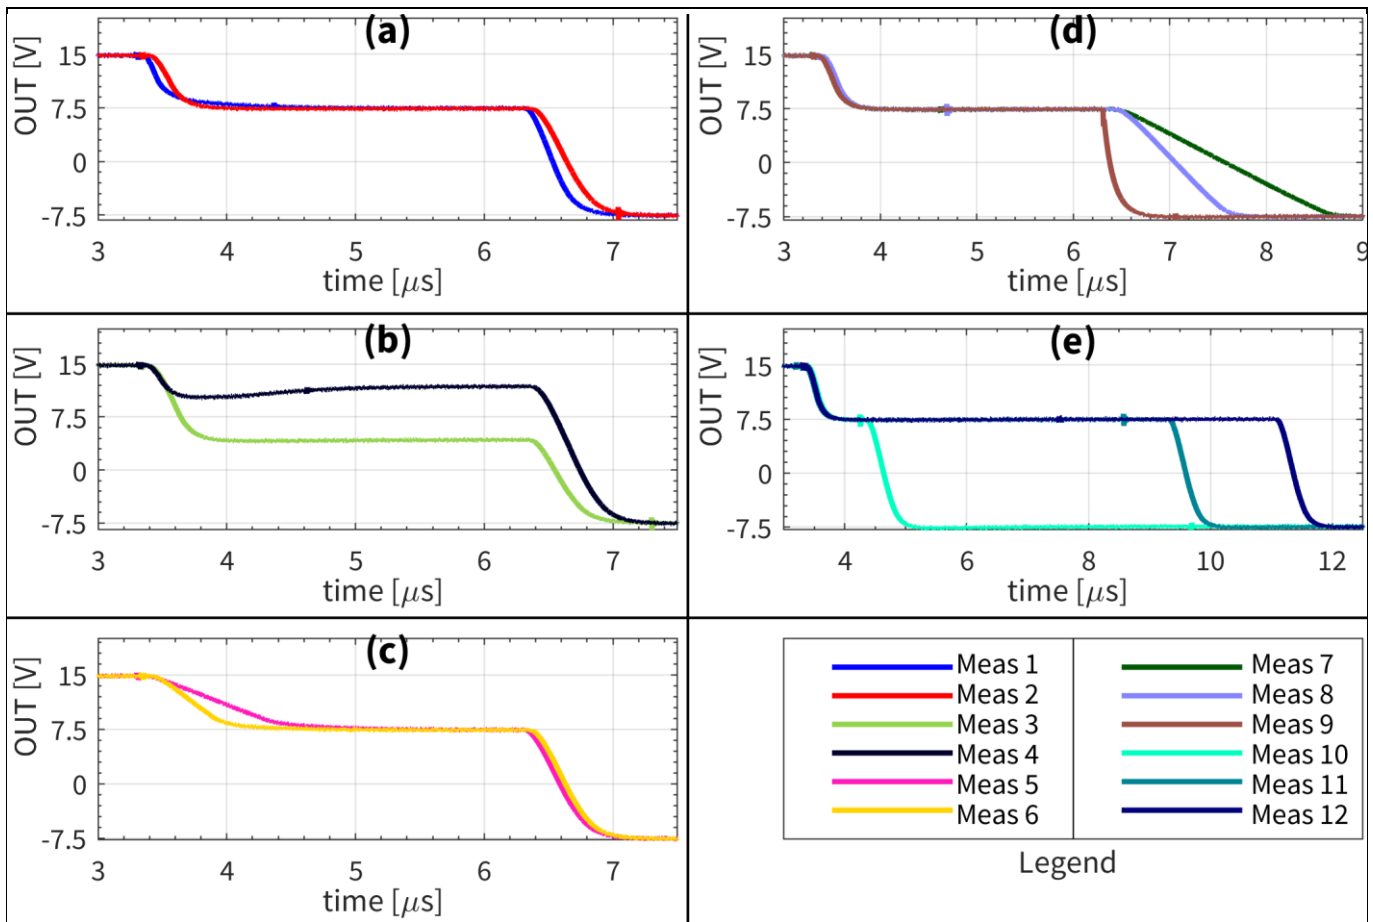 (a)
OUT [V]
15
7.5
0
-7.5
3 4 5 6 7
time [μs]
(d)
OUT [V]
15
7.5
0
-7.5
3 4 5 6 7 8 9
time [μs]
(b)
OUT [V]
15
7.5
0
-7.5
3 4 5 6 7
time [μs]
(e)
OUT [V]
15
7.5
0
-7.5
4 6 8 10 12
time [μs]
(c)
OUT [V]
15
7.5
0
-7.5
3 4 5 6 7
time [μs]
Meas 1
Meas 2
Meas 3
Meas 4
Meas 5
Meas 6
Meas 7
Meas 8
Meas 9
Meas 10
Meas 11
Meas 12
Legend